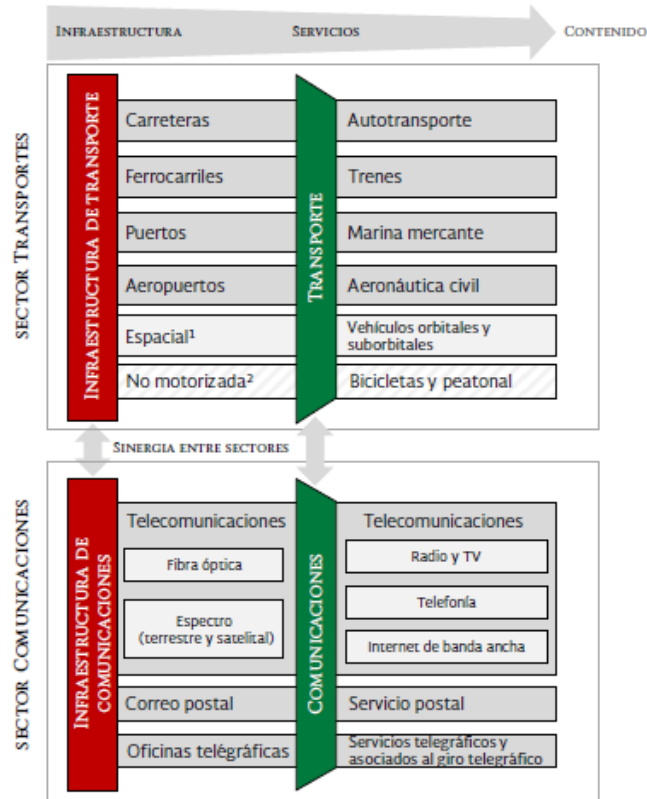 INFRAESTRUCTURA
SERVICIOS
CONTENIDO
SECTOR TRANSPORTES
INFRAESTRUCTURA DE TRANSPORTE
TRANSPORTE
Carreteras
Autotransporte
Ferrocarriles
Trenes
Puertos
Marina mercante
Aeropuertos
Aeronáutica civil
Espacial¹
Vehículos orbitales y
suborbitales
No motorizada²
Bicicletas y peatonal
SINERGIA ENTRE SECTORES
SECTOR COMUNICACIONES
INFRAESTRUCTURA DE
COMUNICACIONES
COMUNICACIONES
Telecomunicaciones
Fibra óptica
Espectro
(terrestre y satelital)
Telecomunicaciones
Radio y TV
Telefonía
Internet de banda ancha
Correo postal
Servicio postal
Oficinas telégráficas
Servicios telegráficos y
asociados al giro telegráfico